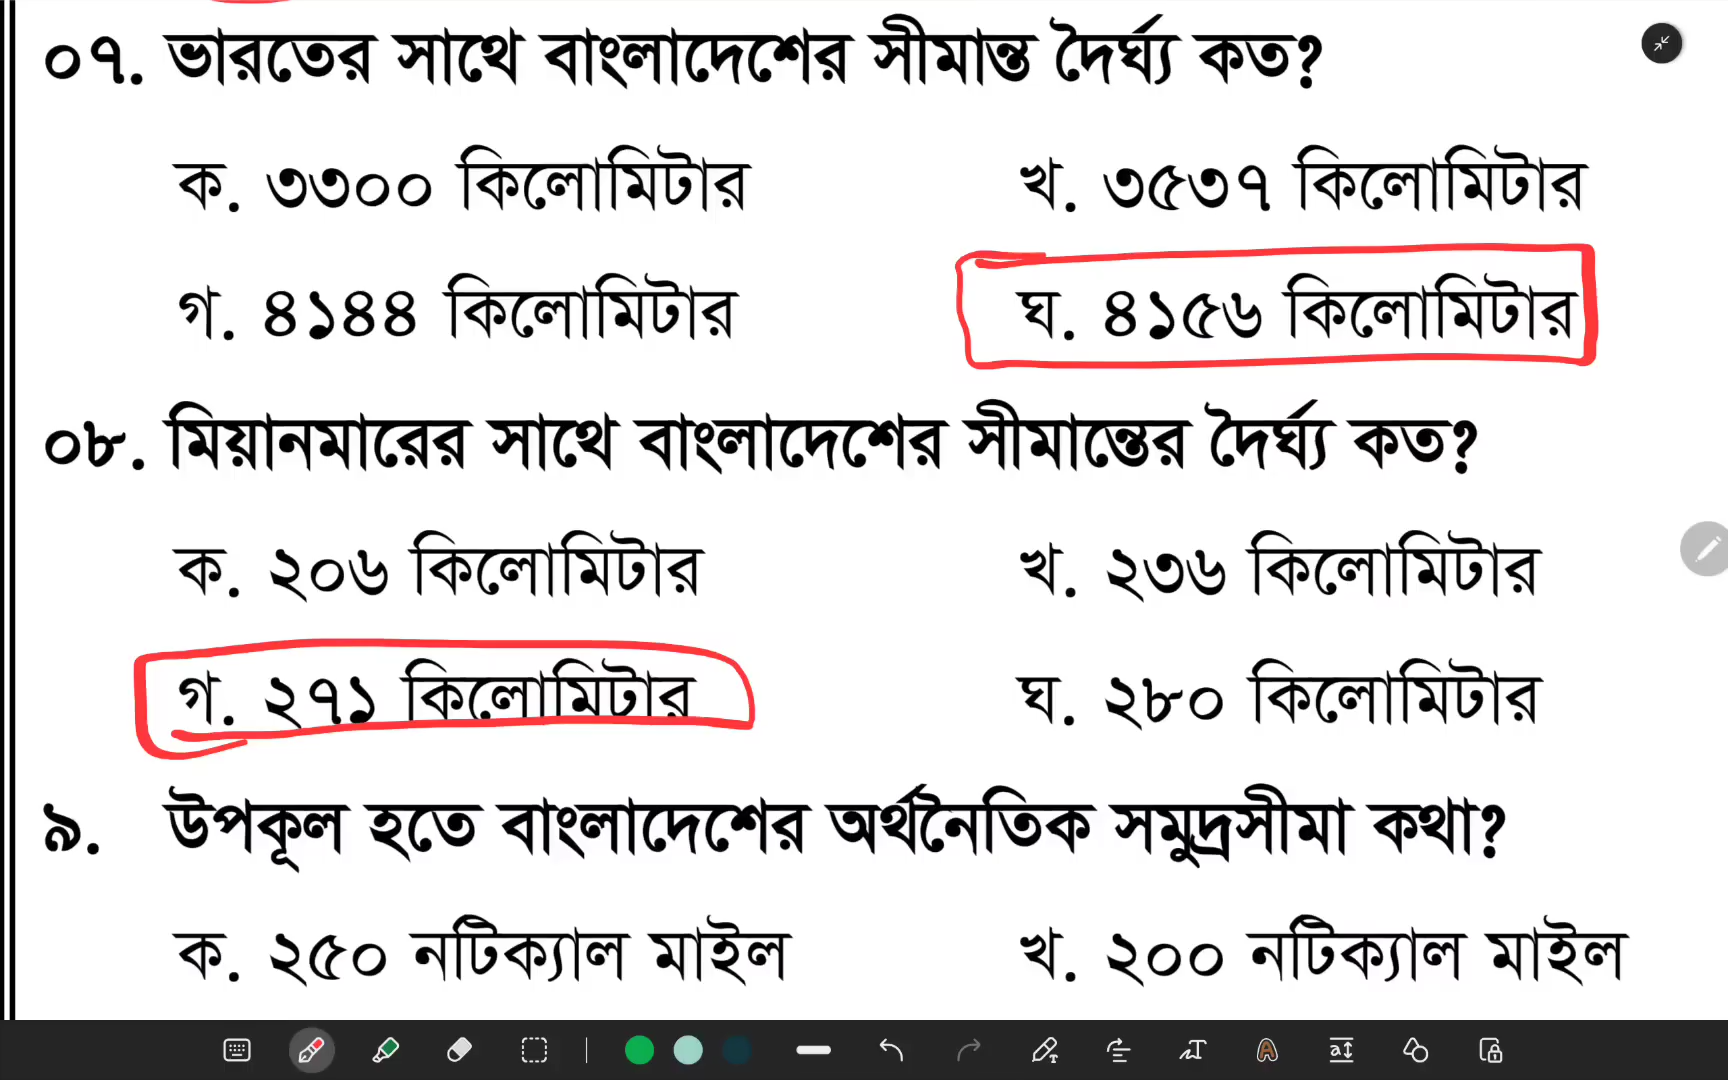 ০৭. ভারতের সাথে বাংলাদেশের সীমান্ত দৈর্ঘ্য কত?
ক. ৩৩০০ কিলোমিটার খ. ৩৫৩৭ কিলোমিটার
গ. ৪১৪৪ কিলোমিটার ঘ. ৪১৫৬ কিলোমিটার
০৮. মিয়ানমারের সাথে বাংলাদেশের সীমান্তের দৈর্ঘ্য কত?
ক. ২০৬ কিলোমিটার খ. ২৩৬ কিলোমিটার
গ. ২৭১ কিলোমিটার ঘ. ২৮০ কিলোমিটার
৯. উপকূল হতে বাংলাদেশের অর্থনৈতিক সমুদ্রসীমা কথা?
ক. ২৫০ নটিক্যাল মাইল খ. ২০০ নটিক্যাল মাইল